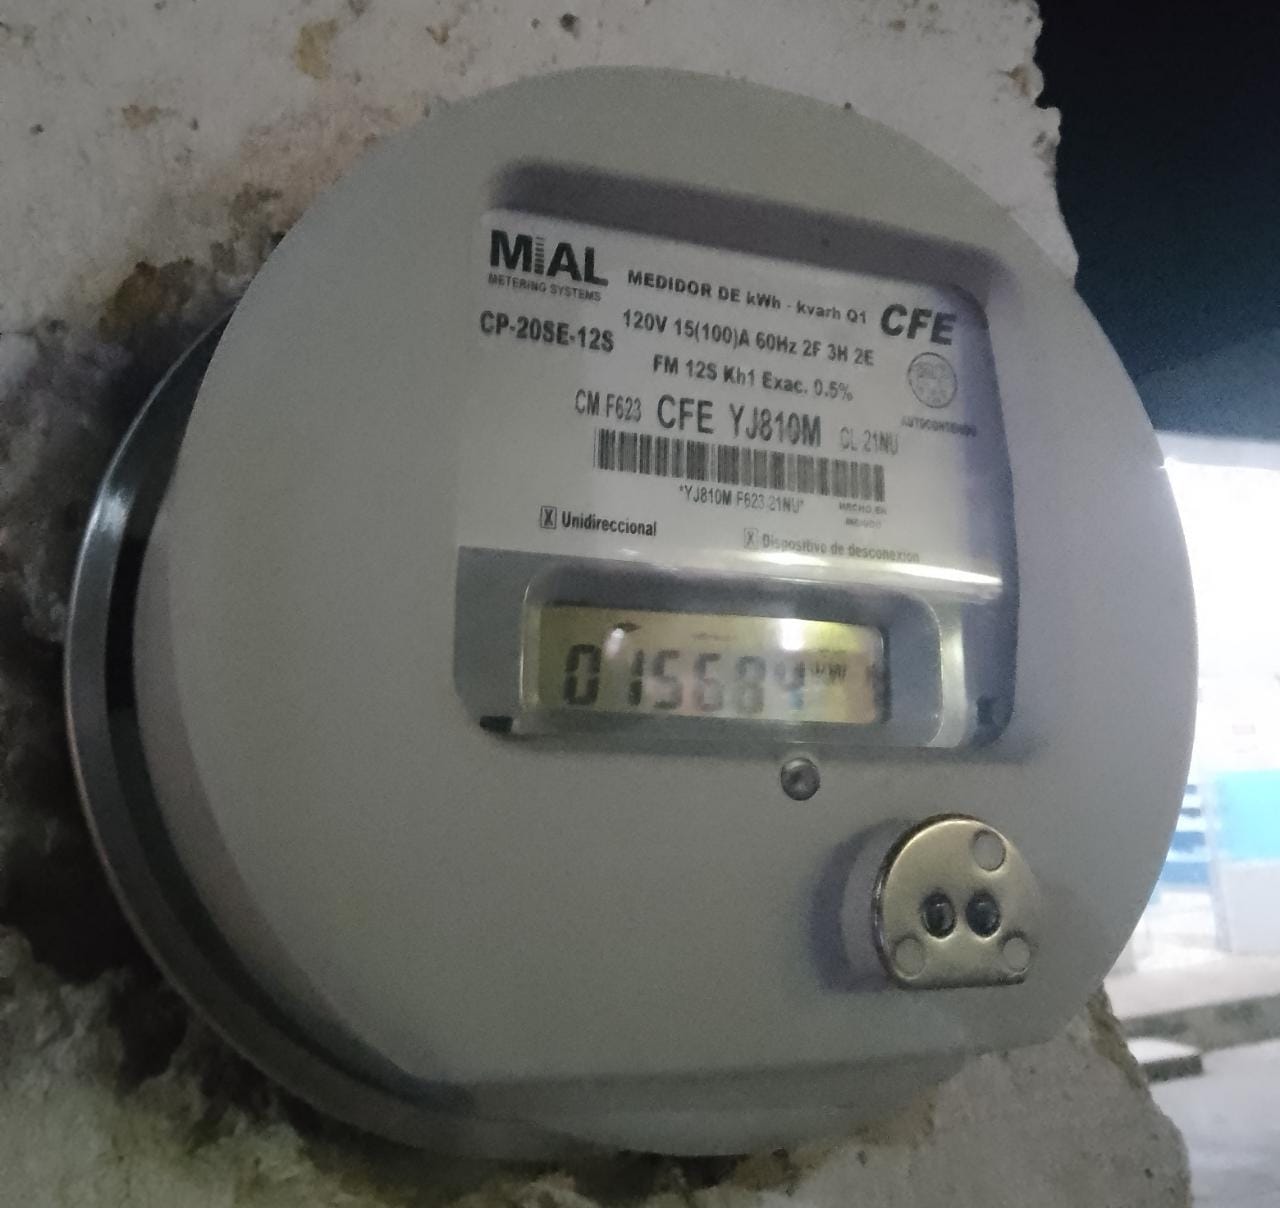 MIAL
METERING SYSTEMS
MEDIDOR DE kWh - kvarh Q1
CFE
CP-20SE-12S
120V 15(100)A 60Hz 2F 3H 2E
FM 12S Kh1 Exac. 0.5%
AUTOCONTENIDO
CM F623 CFE YJ810M CL 21NU
*YJ810M F623 21NU*
HECHO EN
MEXICO
X Unidireccional
X Dispositivo de desconexion
015684